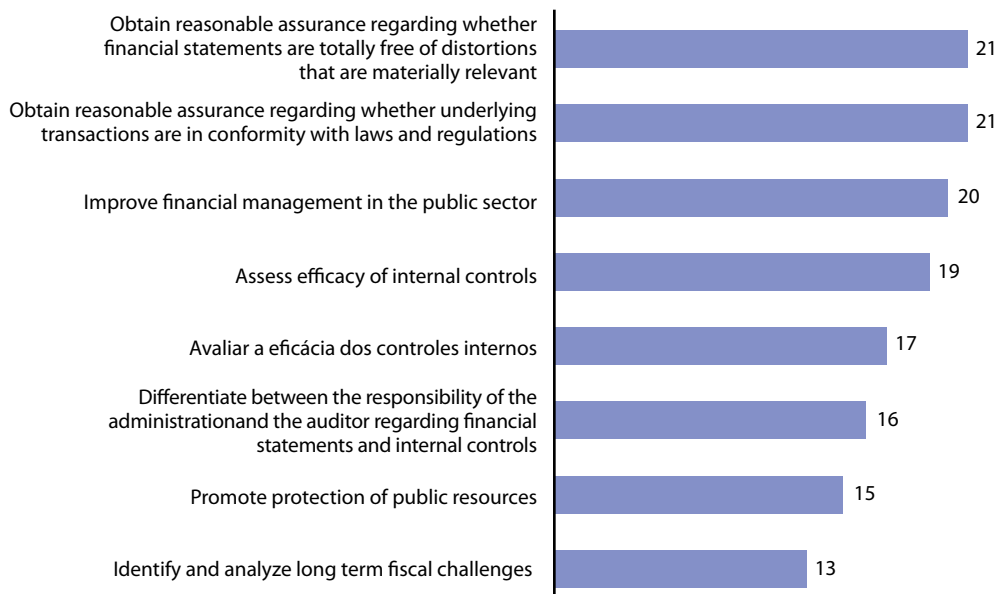 Obtain reasonable assurance regarding whether
financial statements are totally free of distortions
that are materially relevant
21
Obtain reasonable assurance regarding whether underlying
transactions are in conformity with laws and regulations
21
Improve financial management in the public sector
20
Assess efficacy of internal controls
19
Avaliar a eficácia dos controles internos
17
Differentiate between the responsibility of the
administrationand the auditor regarding financial
statements and internal controls
16
Promote protection of public resources
15
Identify and analyze long term fiscal challenges
13